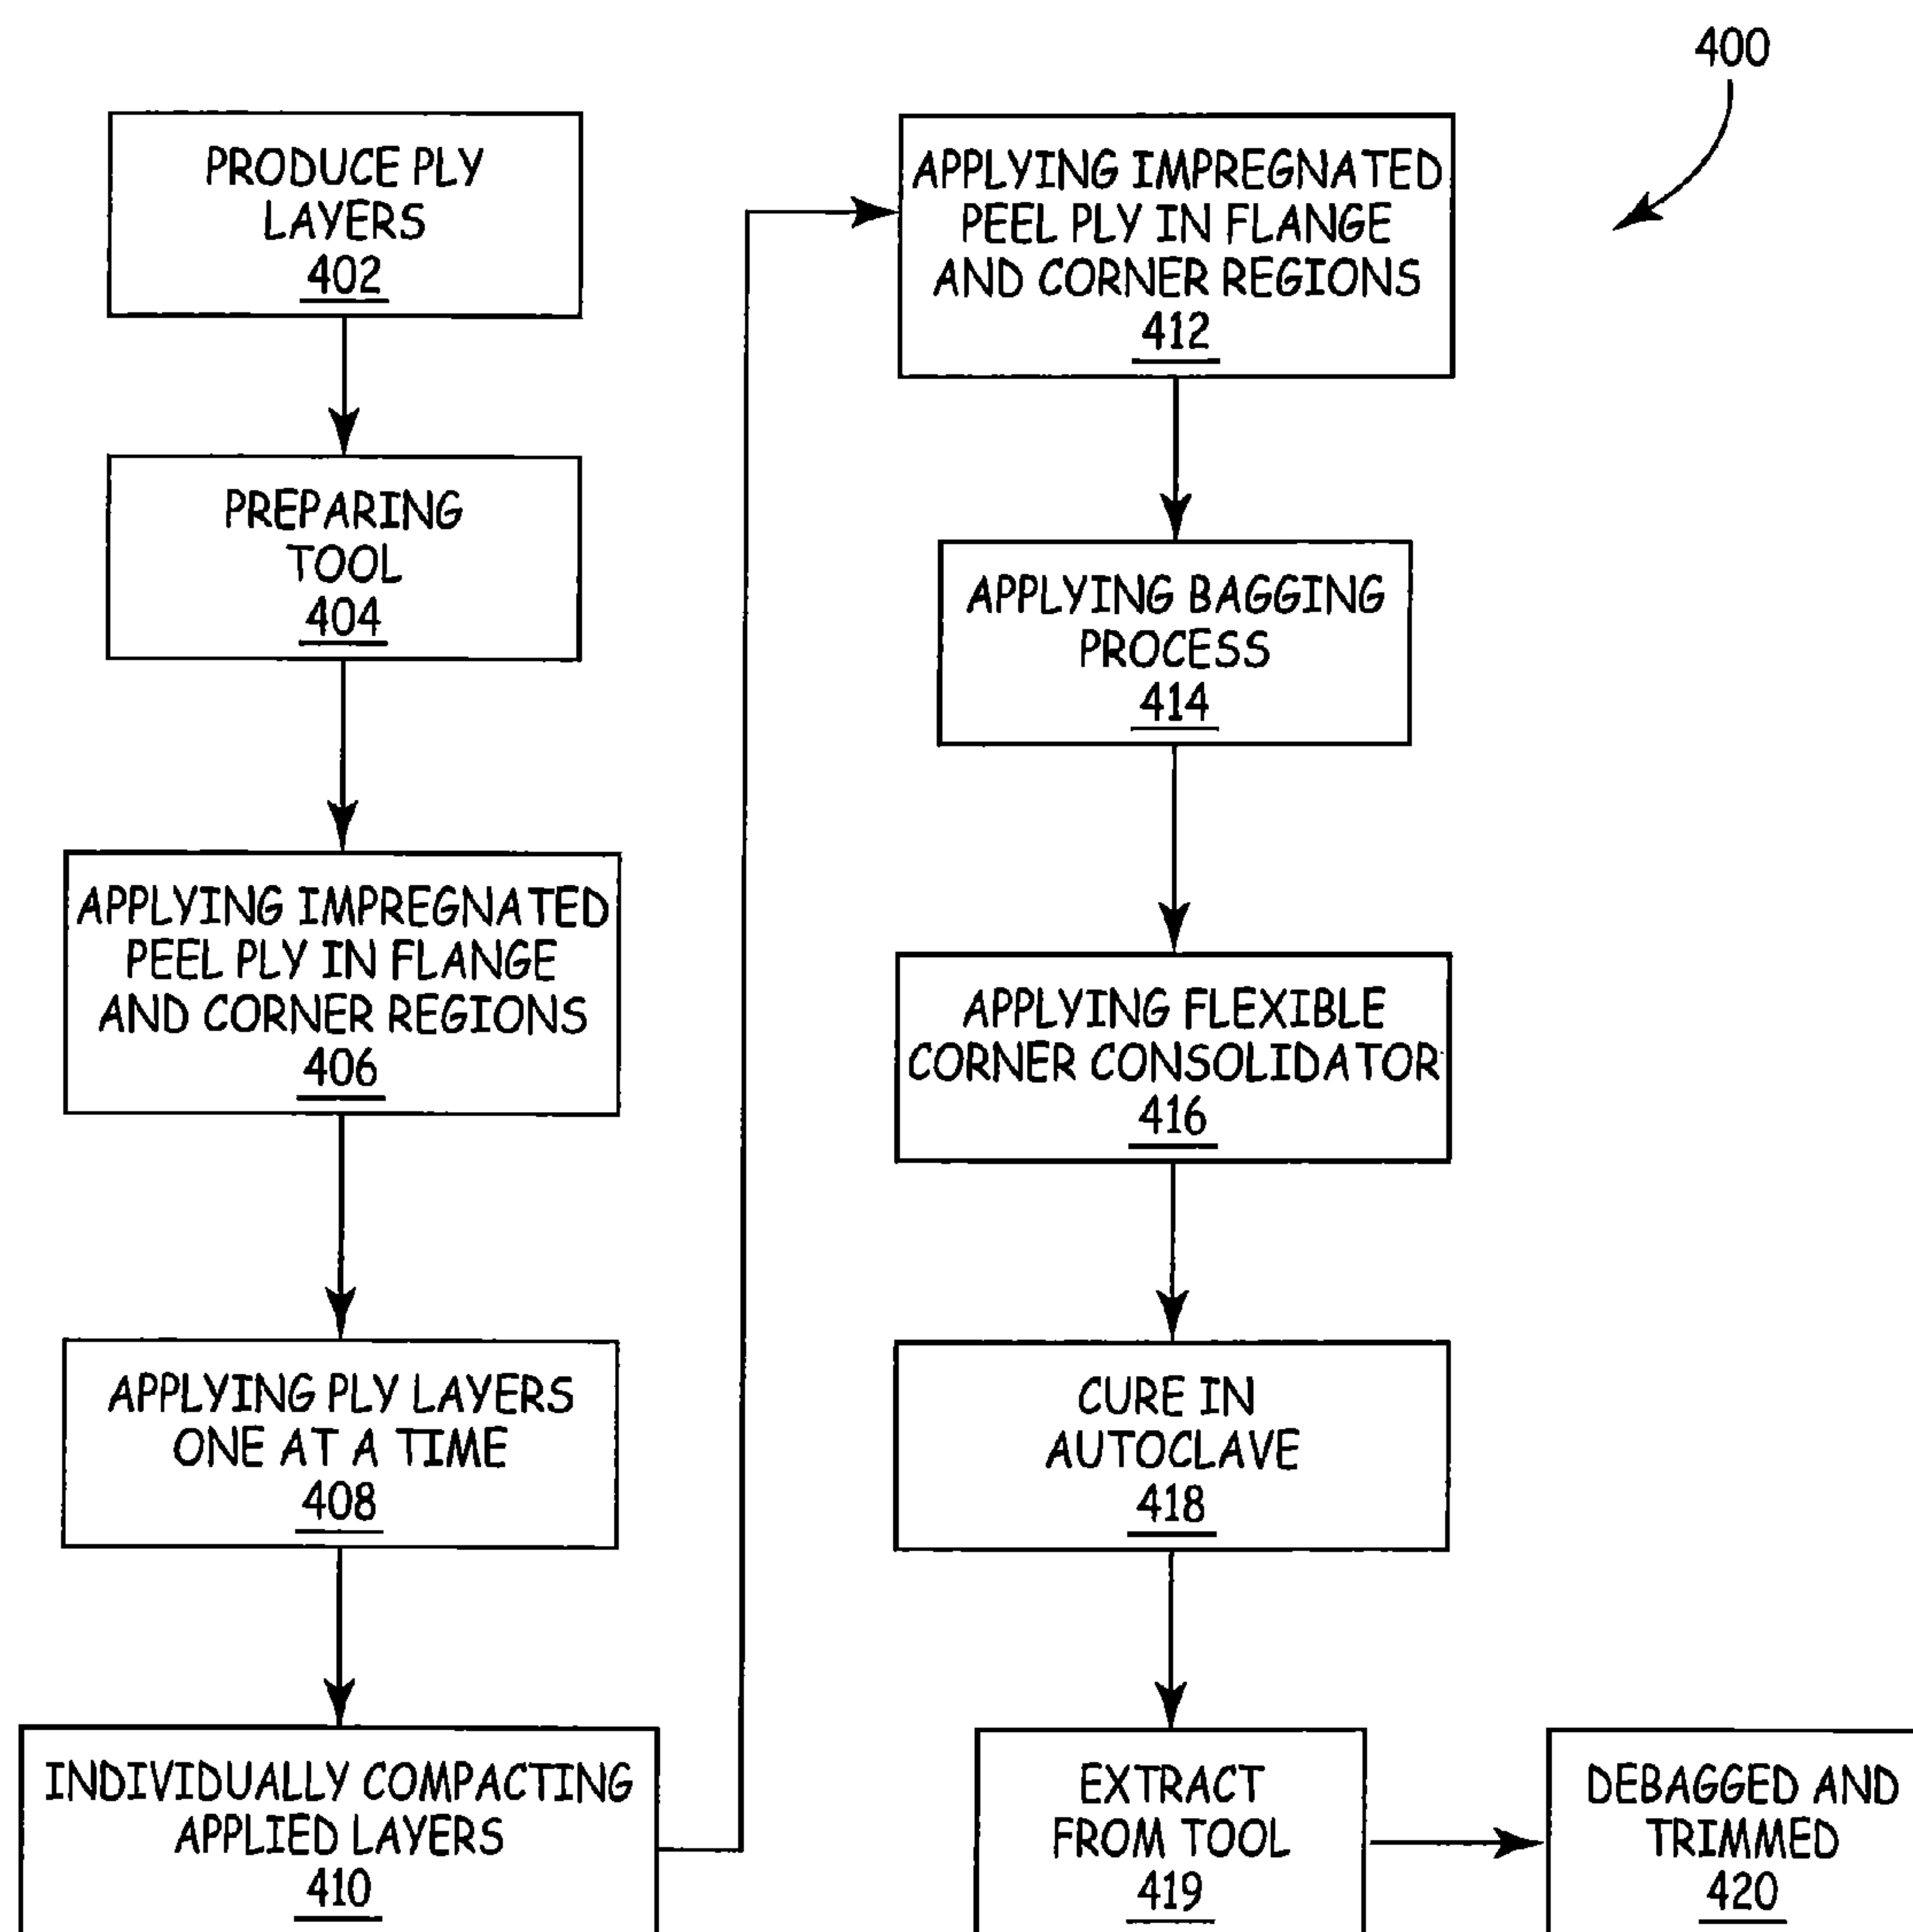 400
PRODUCE PLY
LAYERS
402
PREPARING
TOOL
404
APPLYING IMPREGNATED
PEEL PLY IN FLANGE
AND CORNER REGIONS
406
APPLYING PLY LAYERS
ONE AT A TIME
408
INDIVIDUALLY COMPACTING
APPLIED LAYERS
410
APPLYING IMPREGNATED
PEEL PLY IN FLANGE
AND CORNER REGIONS
412
APPLYING BAGGING
PROCESS
414
APPLYING FLEXIBLE
CORNER CONSOLIDATOR
416
CURE IN
AUTOCLAVE
418
EXTRACT
FROM TOOL
419
DEBAGGED AND
TRIMMED
420